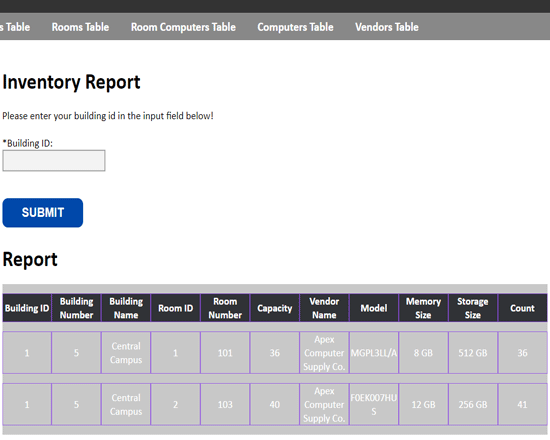 s Table Rooms Table Room Computers Table Computers Table Vendors Table
Inventory Report
Please enter your building id in the input field below!
*Building ID:
SUBMIT
Report
Building ID Building Number Building Name Room ID Room Number Capacity Vendor Name Model Memory Size Storage Size Count
1 5 Central Campus 1 101 36 Apex Computer Supply Co. MGPL3LL/A 8 GB 512 GB 36
1 5 Central Campus 2 103 40 Apex Computer Supply Co. F0EK007HUS 12 GB 256 GB 41